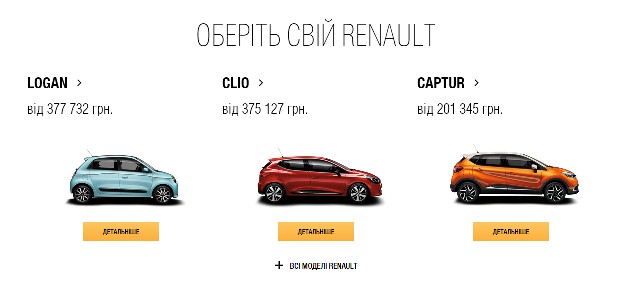 ОБЕРІТЬ СВІЙ RENAULT
LOGAN >
CLIO >
CAPTUR >
від 377 732 грн.
від 375 127 грн.
від 201 345 грн.
ДЕТАЛЬНІШЕ
ДЕТАЛЬНІШЕ
ДЕТАЛЬНІШЕ
+ ВСІ МОДЕЛІ RENAULT